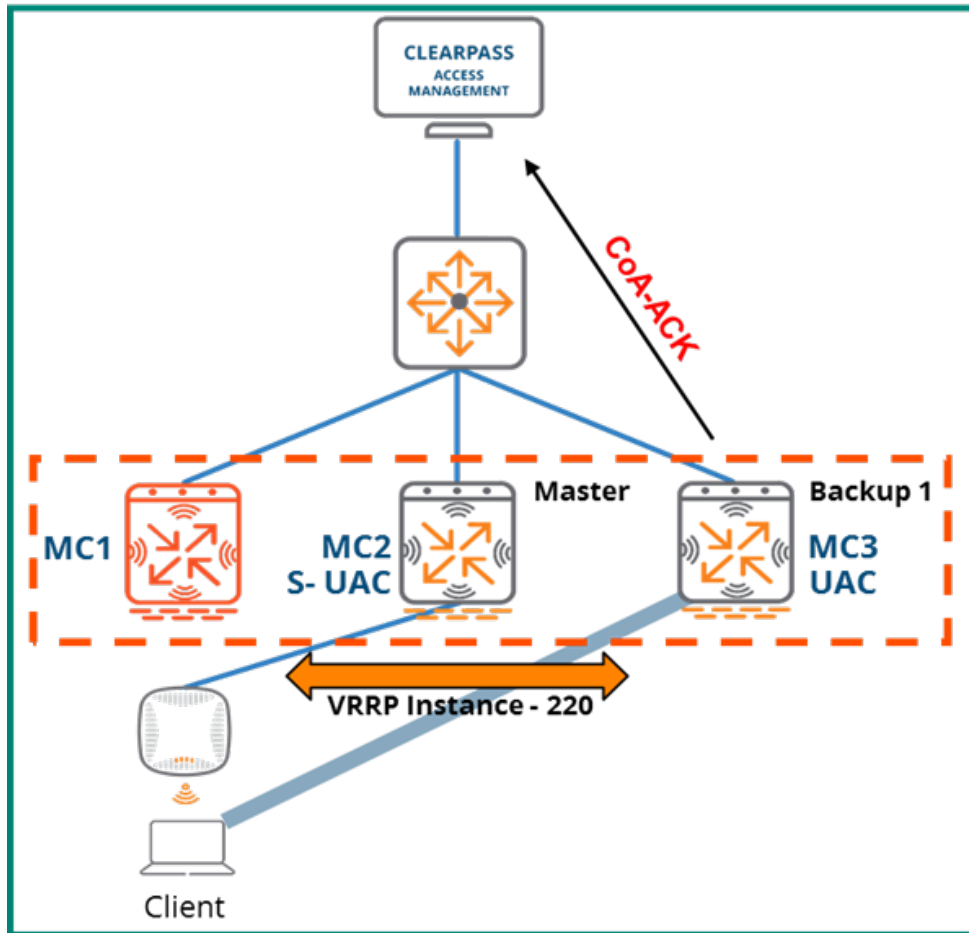 CLEARPASS
ACCESS
MANAGEMENT
CoA-ACK
Master
Backup 1
MC1
MC2
S- UAC
MC3
UAC
VRRP Instance - 220
Client